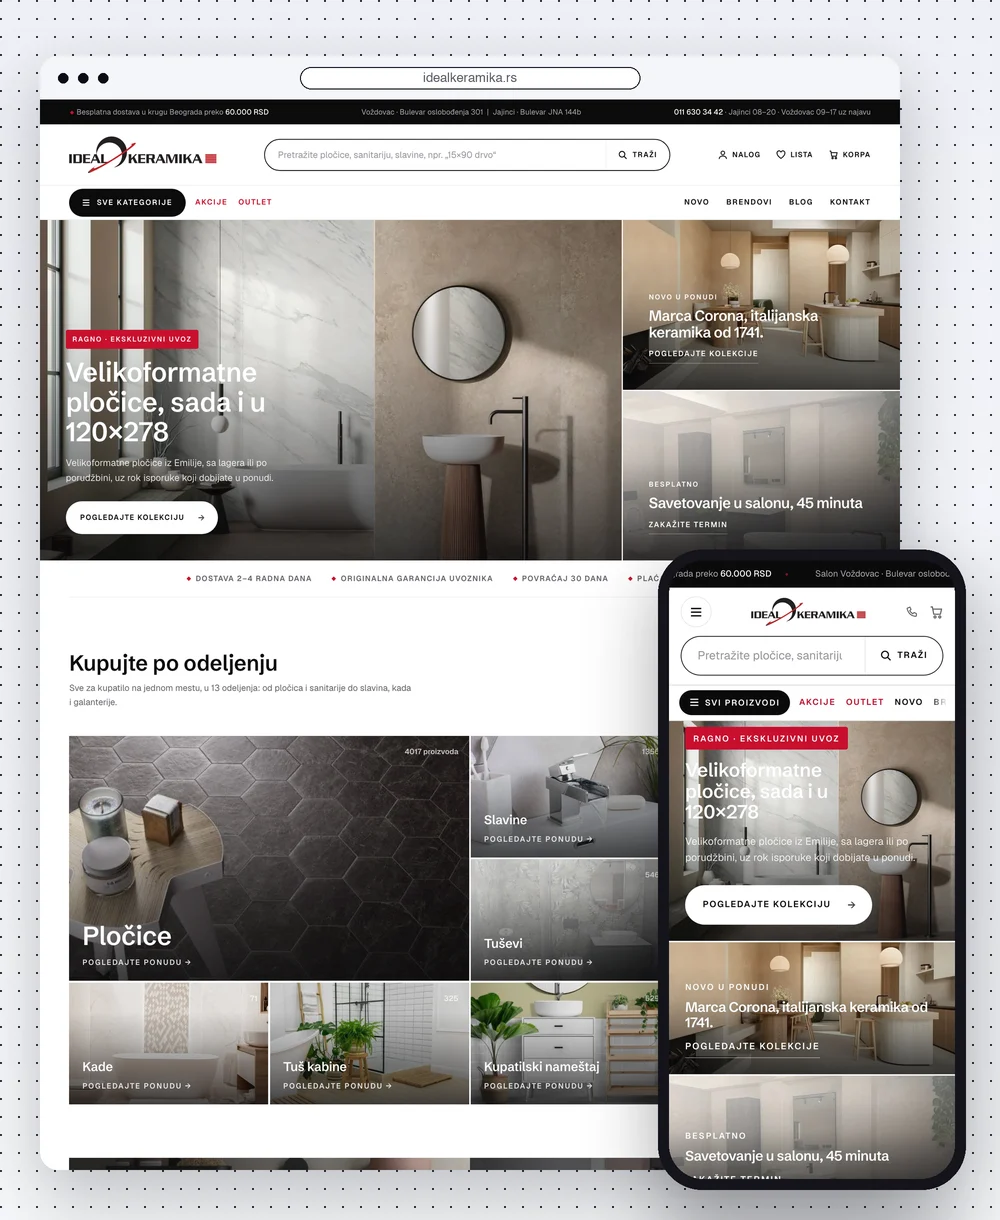 idealkeramika.rs
Besplatna dostava u krugu Beograda preko 60.000 RSD
Voždovac · Bulevar oslobođenja 301 | Jajinci · Bulevar JNA 144b
011 630 34 42 · Jajinci 08–20 · Voždovac 09–17 uz najavu
IDEAL KERAMIKA
Pretražite pločice, sanitariju, slavine, npr. „15×90 drvo“
TRAŽI
NALOG
LISTA
KORPA
SVE KATEGORIJE
AKCIJE
OUTLET
NOVO
BRENDOVI
BLOG
KONTAKT
RAGNO · EKSKLUZIVNI UVOZ
Velikoformatne
pločice, sada i u
120×278
Velikoformatne pločice iz Emilije, sa lagera ili po
porudžbini, uz rok isporuke koji dobijate u ponudi.
POGLEDAJTE KOLEKCIJU →
NOVO U PONUDI
Marca Corona, italijanska
keramika od 1741.
POGLEDAJTE KOLEKCIJE
BESPLATNO
Savetovanje u salonu, 45 minuta
ZAKAŽITE TERMIN
DOSTAVA 2–4 RADNA DANA
ORIGINALNA GARANCIJA UVOZNIKA
POVRAĆAJ 30 DANA
Kupujte po odeljenju
Sve za kupatilo na jednom mestu, u 13 odeljenja: od pločica i sanitarije do slavina, kada
i galanterije.
4017 proizvoda
Pločice
POGLEDAJTE PONUDU →
Slavine
POGLEDAJTE PONUDU →
Tuševi
POGLEDAJTE PONUDU →
71
Kade
POGLEDAJTE PONUDU →
325
Tuš kabine
POGLEDAJTE PONUDU →
Kupatilski nameštaj
POGLEDAJTE PONUDU →
preko 60.000 RSD
Salon Voždovac · Bulevar
IDEAL KERAMIKA
Pretražite pločice,
TRAŽI
SVI PROIZVODI
AKCIJE
OUTLET
NOVO
RAGNO · EKSKLUZIVNI UVOZ
Velikoformatne
pločice, sada i u
120×278
Velikoformatne pločice iz Emilije, sa lagera ili po
porudžbini, uz rok isporuke koji dobijate u ponudi.
POGLEDAJTE KOLEKCIJU →
NOVO U PONUDI
Marca Corona, italijanska keramika od
1741.
POGLEDAJTE KOLEKCIJE
BESPLATNO
Savetovanje u salonu, 45 minuta